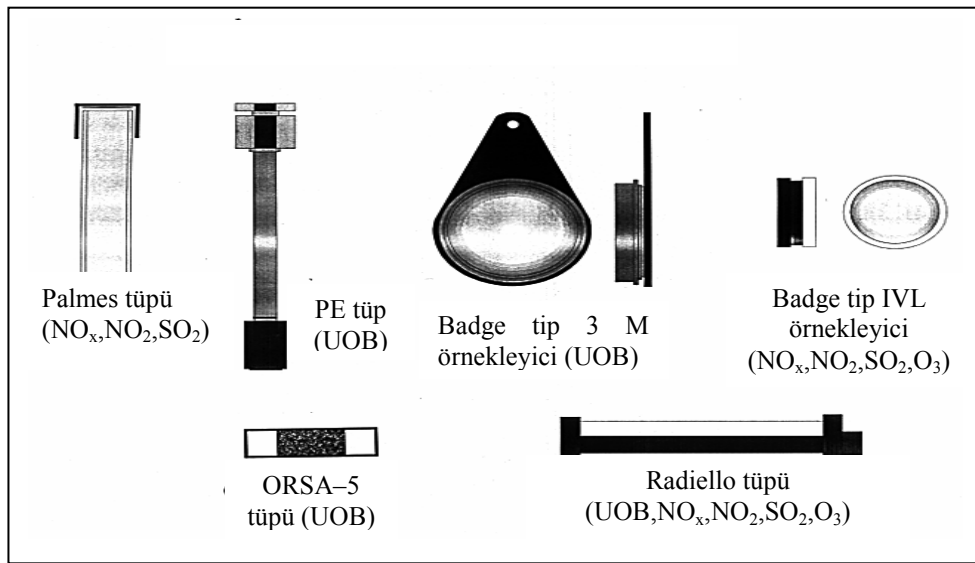 Palmes tüpü
(NOₓ,NO₂,SO₂)
PE tüp
(UOB)
Badge tip 3 M
örnekleyici (UOB)
Badge tip IVL
örnekleyici
(NOₓ,NO₂,SO₂,O₃)
ORSA–5
tüpü (UOB)
Radiello tüpü
(UOB,NOₓ,NO₂,SO₂,O₃)